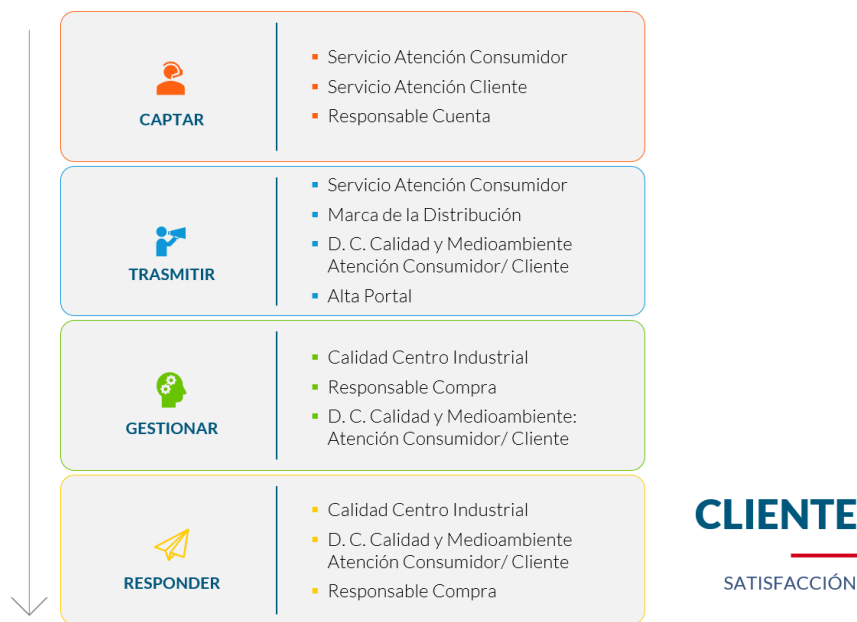 CAPTAR
Servicio Atención Consumidor
Servicio Atención Cliente
Responsable Cuenta
TRASMITIR
Servicio Atención Consumidor
Marca de la Distribución
D. C. Calidad y Medioambiente
Atención Consumidor/ Cliente
Alta Portal
GESTIONAR
Calidad Centro Industrial
Responsable Compra
D. C. Calidad y Medioambiente:
Atención Consumidor/ Cliente
RESPONDER
Calidad Centro Industrial
D. C. Calidad y Medioambiente
Atención Consumidor/ Cliente
Responsable Compra
CLIENTE
SATISFACCIÓN